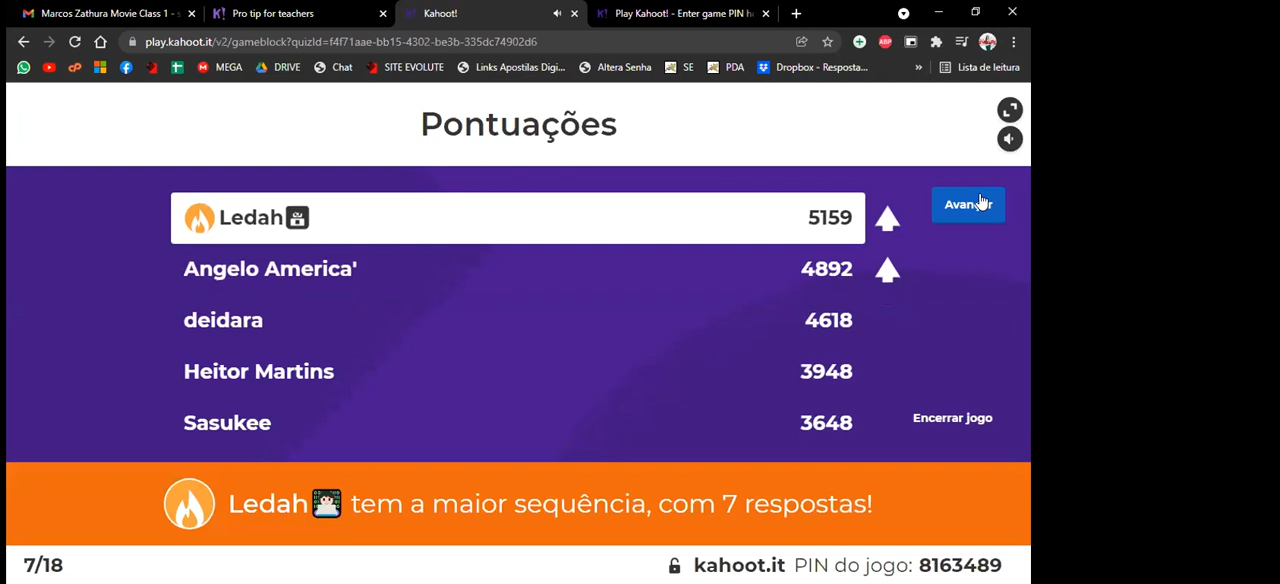 Marcos Zathura Movie Class 1 - s
Pro tip for teachers
Kahoot!
Play Kahoot! - Enter game PIN h
play.kahoot.it/v2/gameblock?quizId=f4f71aae-bb15-4302-be3b-335dc74902d6
MEGA DRIVE Chat SITE EVOLUTE Links Apostilas Digi... Altera Senha SE PDA Dropbox - Resposta... » Lista de leitura
Pontuações
Ledah 5159
Avançar
Angelo America' 4892
deidara 4618
Heitor Martins 3948
Sasukee 3648
Encerrar jogo
Ledah tem a maior sequência, com 7 respostas!
7/18
kahoot.it PIN do jogo: 8163489